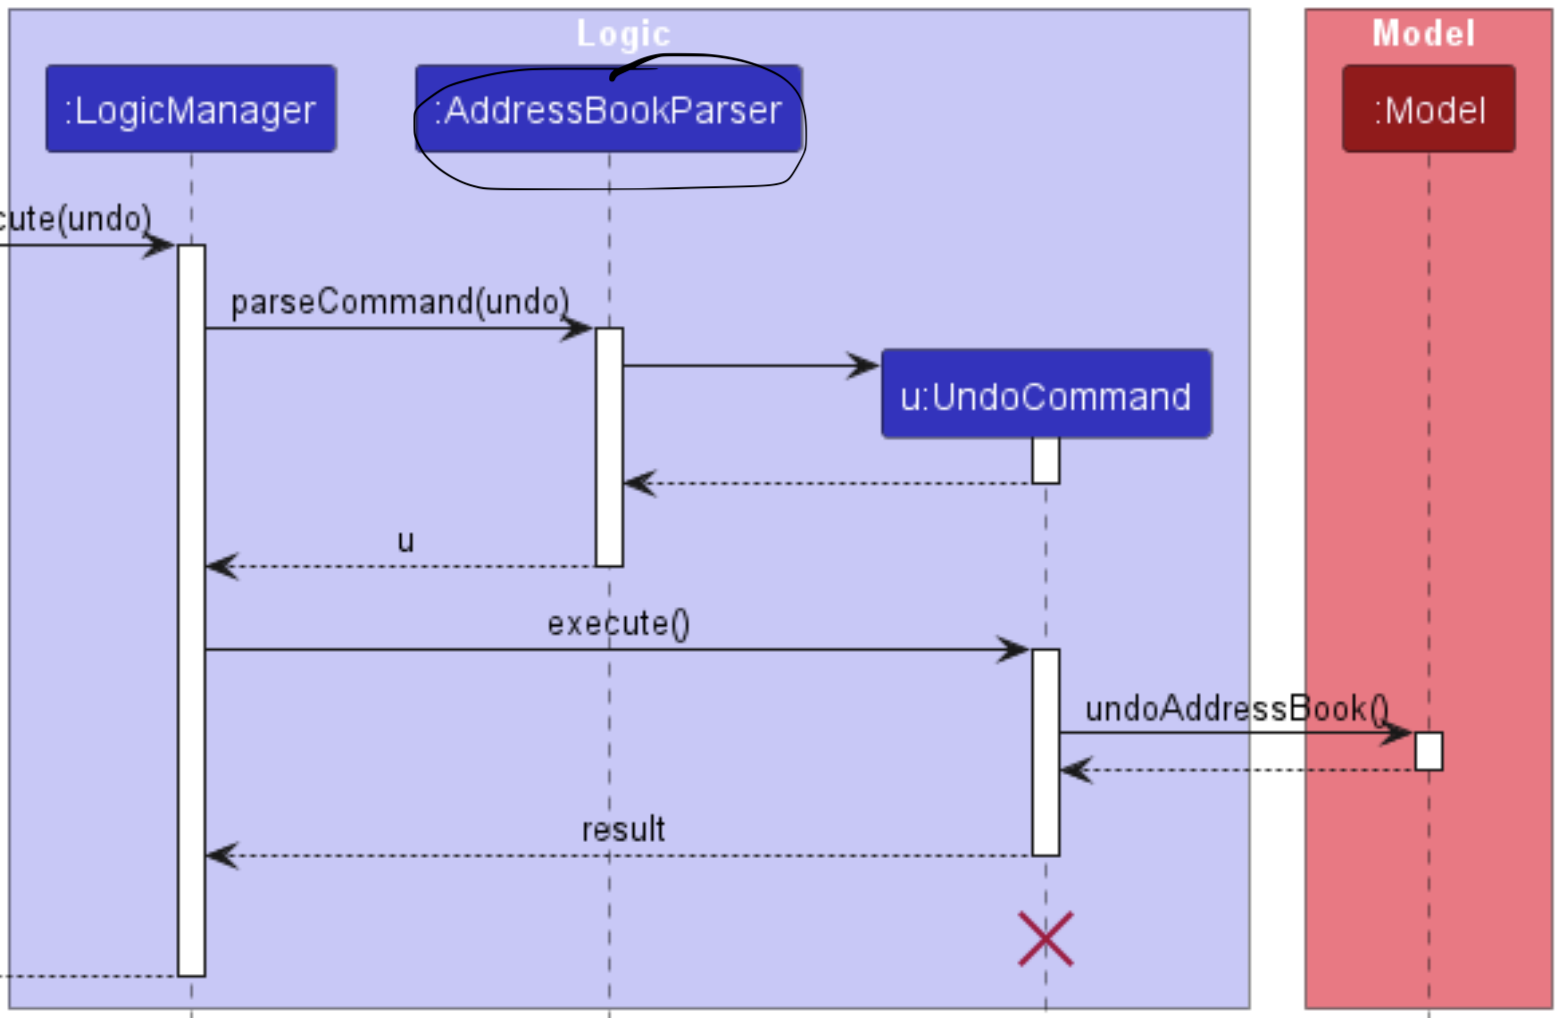 Logic
Model
:LogicManager
:AddressBookParser
:Model
cute(undo)
parseCommand(undo)
u:UndoCommand
u
execute()
undoAddressBook()
result